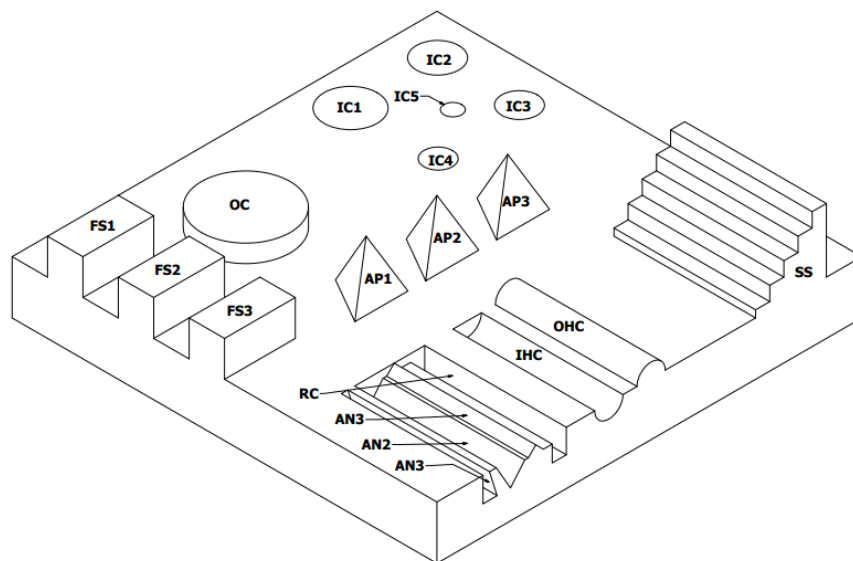 IC2
IC5
IC1
IC3
IC4
OC
AP3
FS1
AP2
FS2
AP1
SS
FS3
OHC
IHC
RC
AN3
AN2
AN3